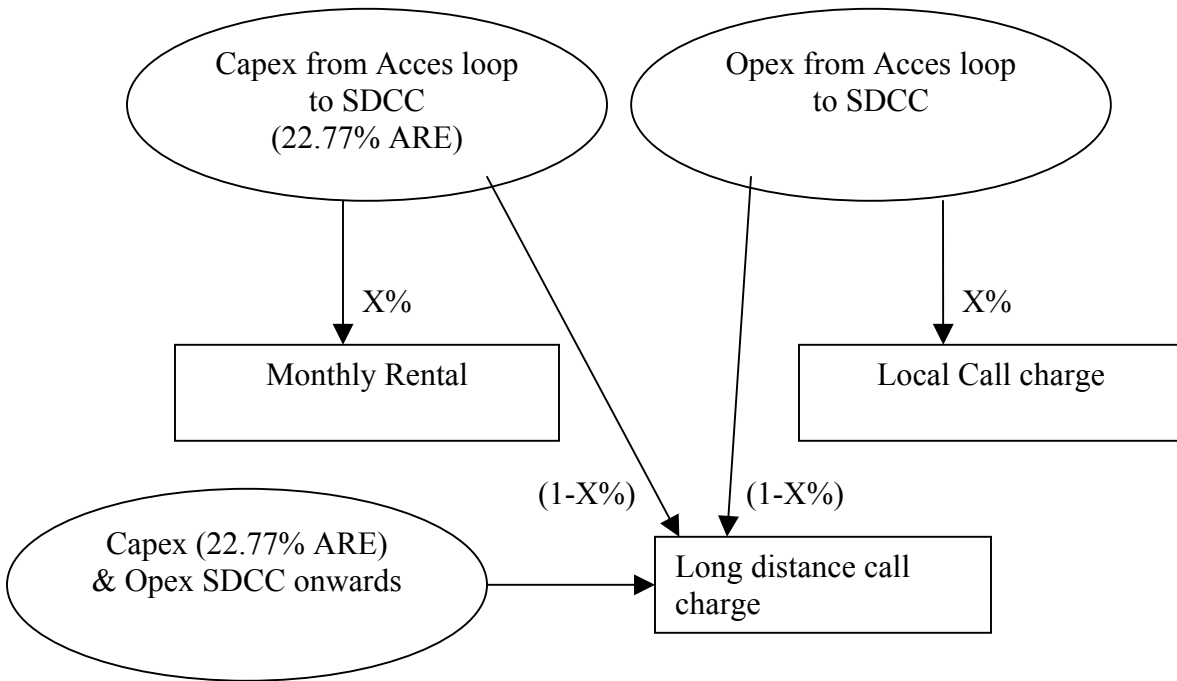 Capex from Acces loop
to SDCC
(22.77% ARE)
Opex from Acces loop
to SDCC
X%
X%
Monthly Rental
Local Call charge
(1-X%)
(1-X%)
Capex (22.77% ARE)
& Opex SDCC onwards
Long distance call
charge